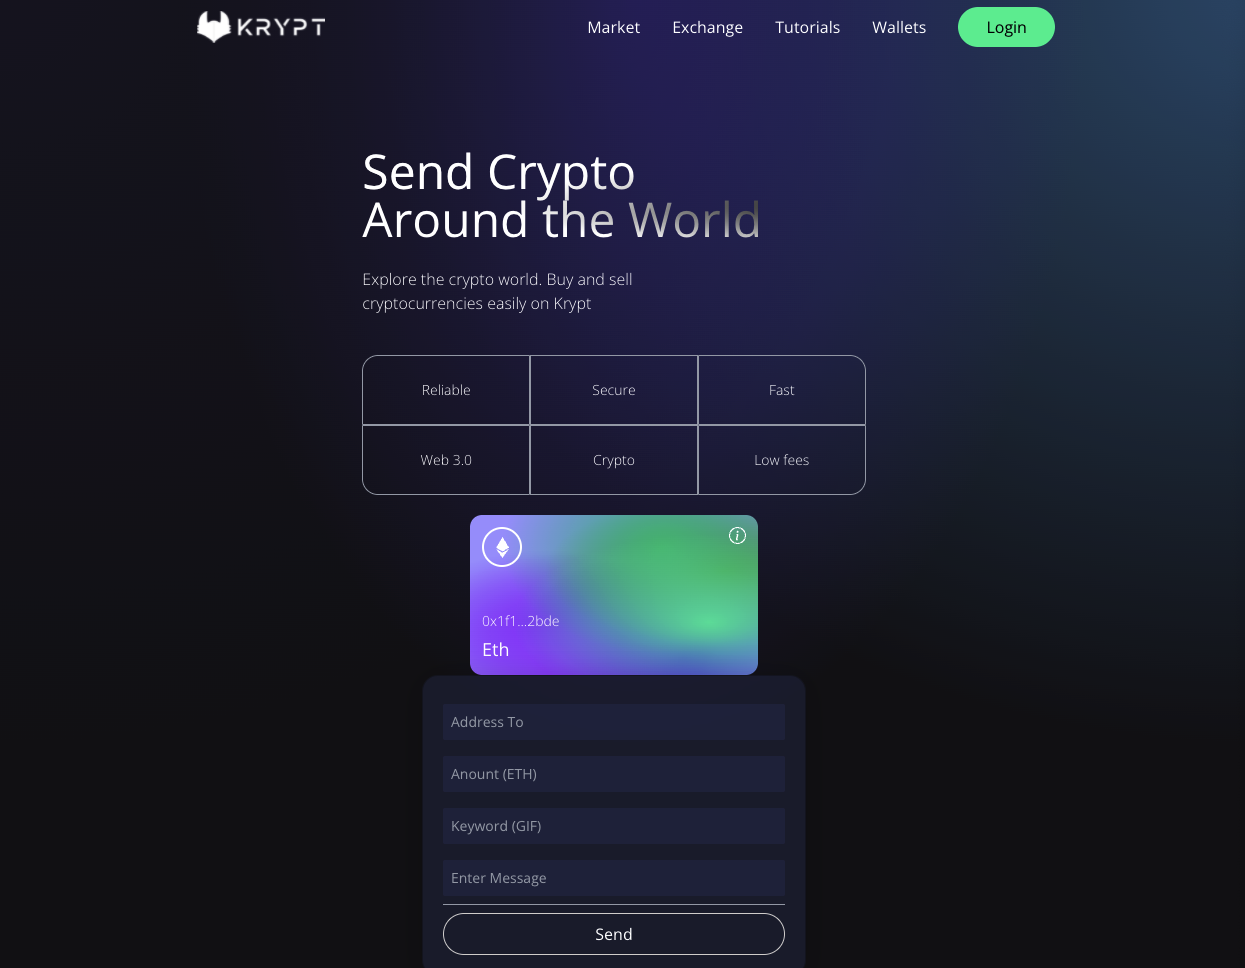 KRYPT
Market
Exchange
Tutorials
Wallets
Login
Send Crypto
Around the World
Explore the crypto world. Buy and sell
cryptocurrencies easily on Krypt
Reliable
Secure
Fast
Web 3.0
Crypto
Low fees
i
0x1f1...2bde
Eth
Address To
Anount (ETH)
Keyword (GIF)
Enter Message
Send